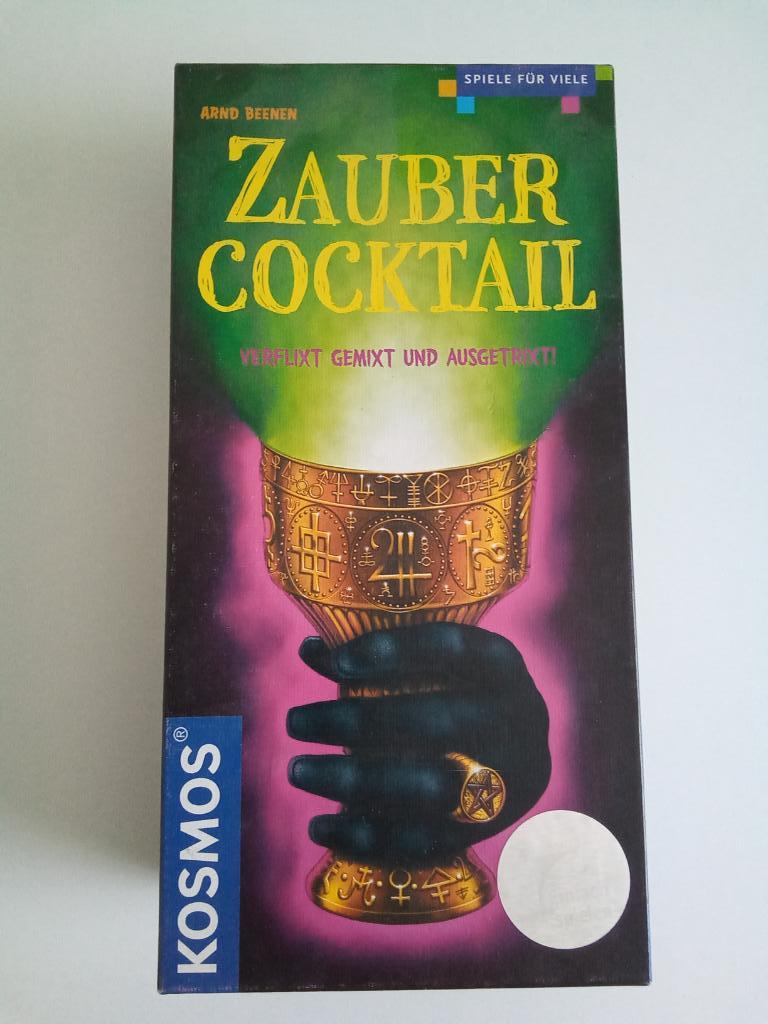 SPIELE FÜR VIELE
ARND BEENEN
ZAUBER
COCKTAIL
VERFLIXT GEMIXT UND AUSGETRIXT!
KOSMOS®